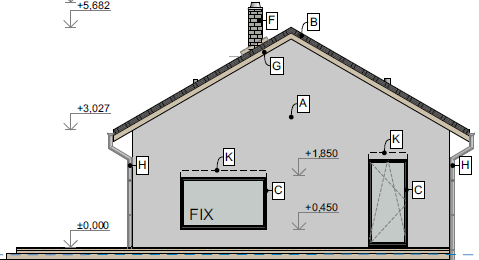 +5,682
F
B
G
+3,027
A
K
K
+1,850
H
H
C
C
+0,450
FIX
±0,000